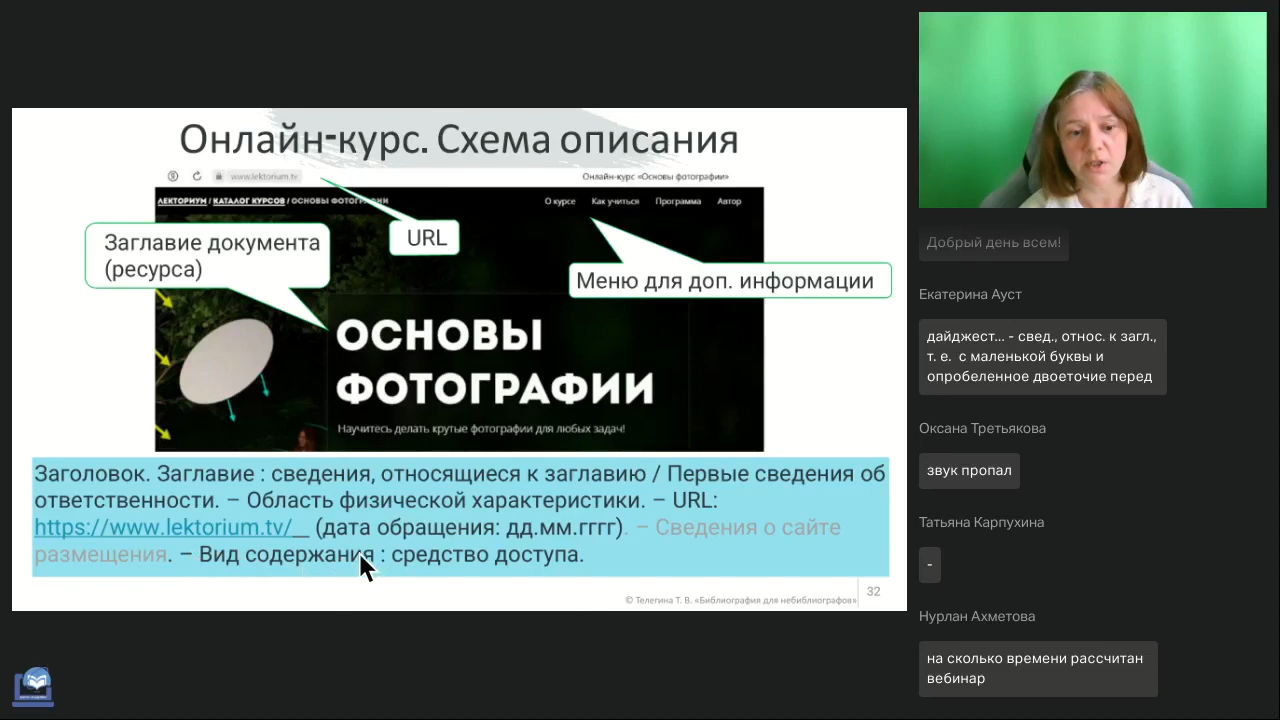 Онлайн-курс. Схема описания
www.lektorium.tv
Онлайн-курс «Основы фотографии»
ЛЕКТОРИУМ / КАТАЛОГ КУРСОВ / ОСНОВЫ ФОТОГРАФИИ
О курсе
Как учиться
Программа
Автор
Заглавие документа
(ресурса)
URL
Меню для доп. информации
ОСНОВЫ
ФОТОГРАФИИ
Научитесь делать крутые фотографии для любых задач!
Заголовок. Заглавие : сведения, относящиеся к заглавию / Первые сведения об
ответственности. – Область физической характеристики. – URL:
https://www.lektorium.tv/__ (дата обращения: дд.мм.гггг). – Сведения о сайте
размещения. – Вид содержания : средство доступа.
© Телегина Т. В. «Библиография для небиблиографов»
32
Добрый день всем!
Екатерина Ауст
дайджест... - свед., относ. к загл.,
т. е. с маленькой буквы и
опробеленное двоеточие перед
Оксана Третьякова
звук пропал
Татьяна Карпухина
-
Нурлан Ахметова
на сколько времени рассчитан
вебинар